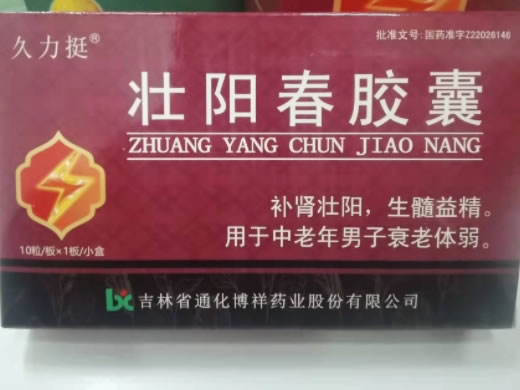 久力挺®
批准文号:国药准字Z22026146
壮阳春胶囊
ZHUANG YANG CHUN JIAO NANG
补肾壮阳，生髓益精。
用于中老年男子衰老体弱。
10粒/板×1板/小盒
bx 吉林省通化博祥药业股份有限公司